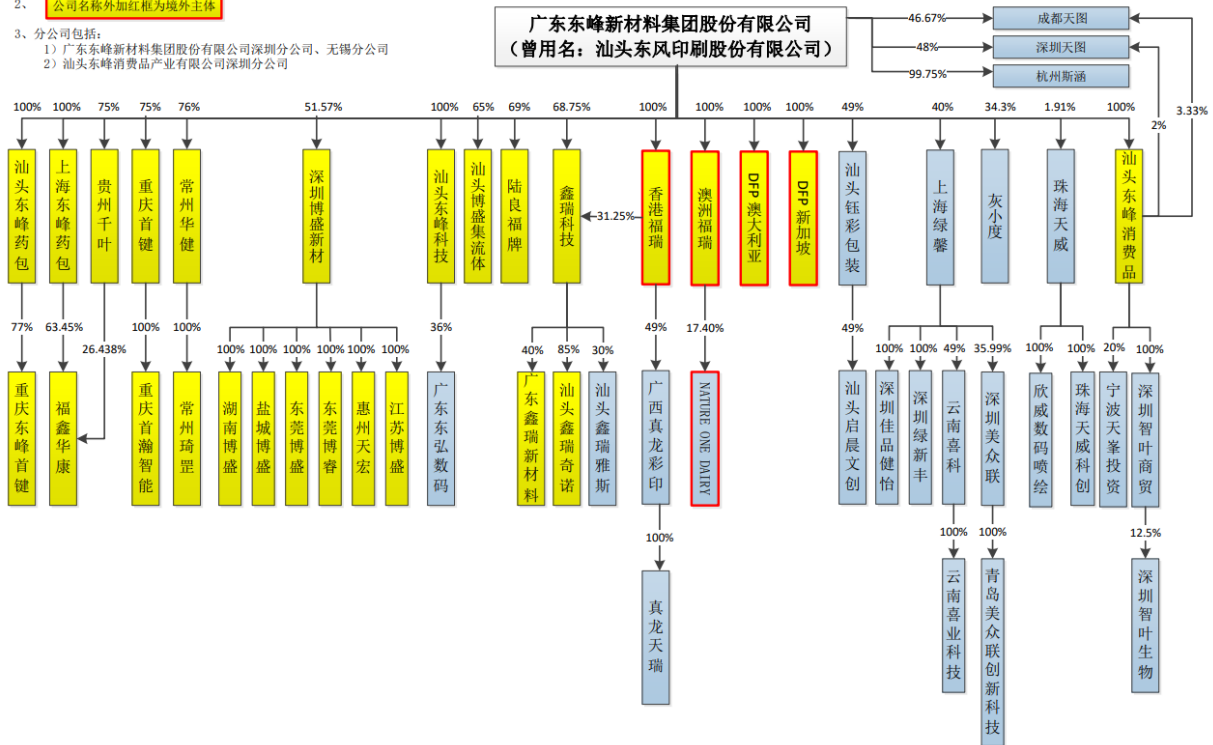 2、 公司名称外加红框为境外主体
3、分公司包括:
1）广东东峰新材料集团股份有限公司深圳分公司、无锡分公司
2）汕头东峰消费品产业有限公司深圳分公司
广东东峰新材料集团股份有限公司
（曾用名：汕头东风印刷股份有限公司）
46.67%
成都天图
48%
深圳天图
99.75%
杭州斯涵
3.33%
2%
100%
100%
75%
75%
76%
51.57%
100%
65%
69%
68.75%
100%
100%
100%
100%
49%
40%
34.3%
1.91%
100%
汕头东峰药包
上海东峰药包
贵州千叶
重庆首键
常州华健
深圳博盛新材
汕头东峰科技
汕头博盛集流体
陆良福牌
鑫瑞科技
31.25%
香港福瑞
澳洲福瑞
DFP 澳大利亚
DFP 新加坡
汕头钰彩包装
上海绿馨
灰小度
珠海天威
汕头东峰消费品
77%
63.45%
26.438%
100%
100%
100%
100%
100%
100%
100%
100%
36%
40%
85%
30%
49%
17.40%
49%
100%
100%
49%
35.99%
100%
100%
20%
100%
重庆东峰首键
福鑫华康
重庆首瀚智能
常州琦罡
湖南博盛
盐城博盛
东莞博盛
东莞博睿
惠州天宏
江苏博盛
广东东弘数码
广东鑫瑞新材料
汕头鑫瑞奇诺
汕头鑫瑞雅斯
广西真龙彩印
NATURE ONE DAIRY
汕头启晨文创
深圳佳品健怡
深圳绿新丰
云南喜科
深圳美众联
欣威数码喷绘
珠海天威科创
宁波天峯投资
深圳智叶商贸
100%
100%
100%
12.5%
真龙天瑞
云南喜业科技
青岛美众联创新科技
深圳智叶生物